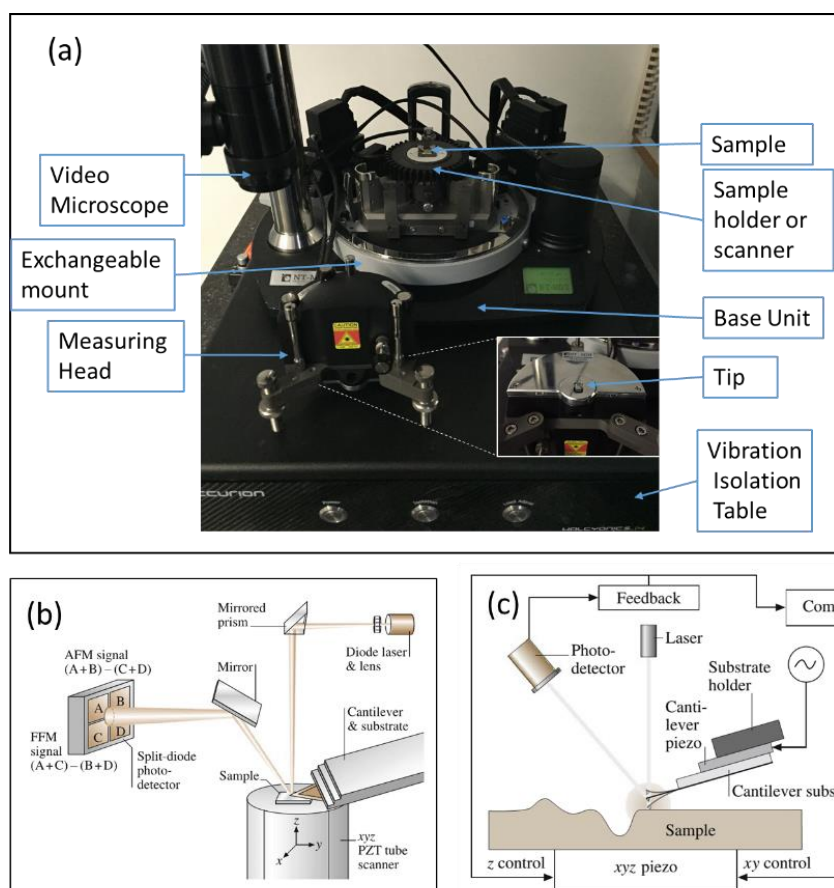 (a)
Video
Microscope
Exchangeable
mount
Measuring
Head
Sample
Sample
holder or
scanner
Base Unit
Tip
Vibration
Isolation
Table
(b)
Mirrored
prism
Diode laser
& lens
AFM signal
(A+B) – (C+D)
Mirror
A B
C D
Cantilever
& substrate
FFM
signal
(A+C) – (B+D)
Split-diode
photo-
detector
Sample
z
y
x
xyz
PZT tube
scanner
(c)
Feedback
Com
Laser
Photo-
detector
Substrate
holder
Canti-
lever
piezo
Cantilever subs
Sample
z control
xyz piezo
xy control